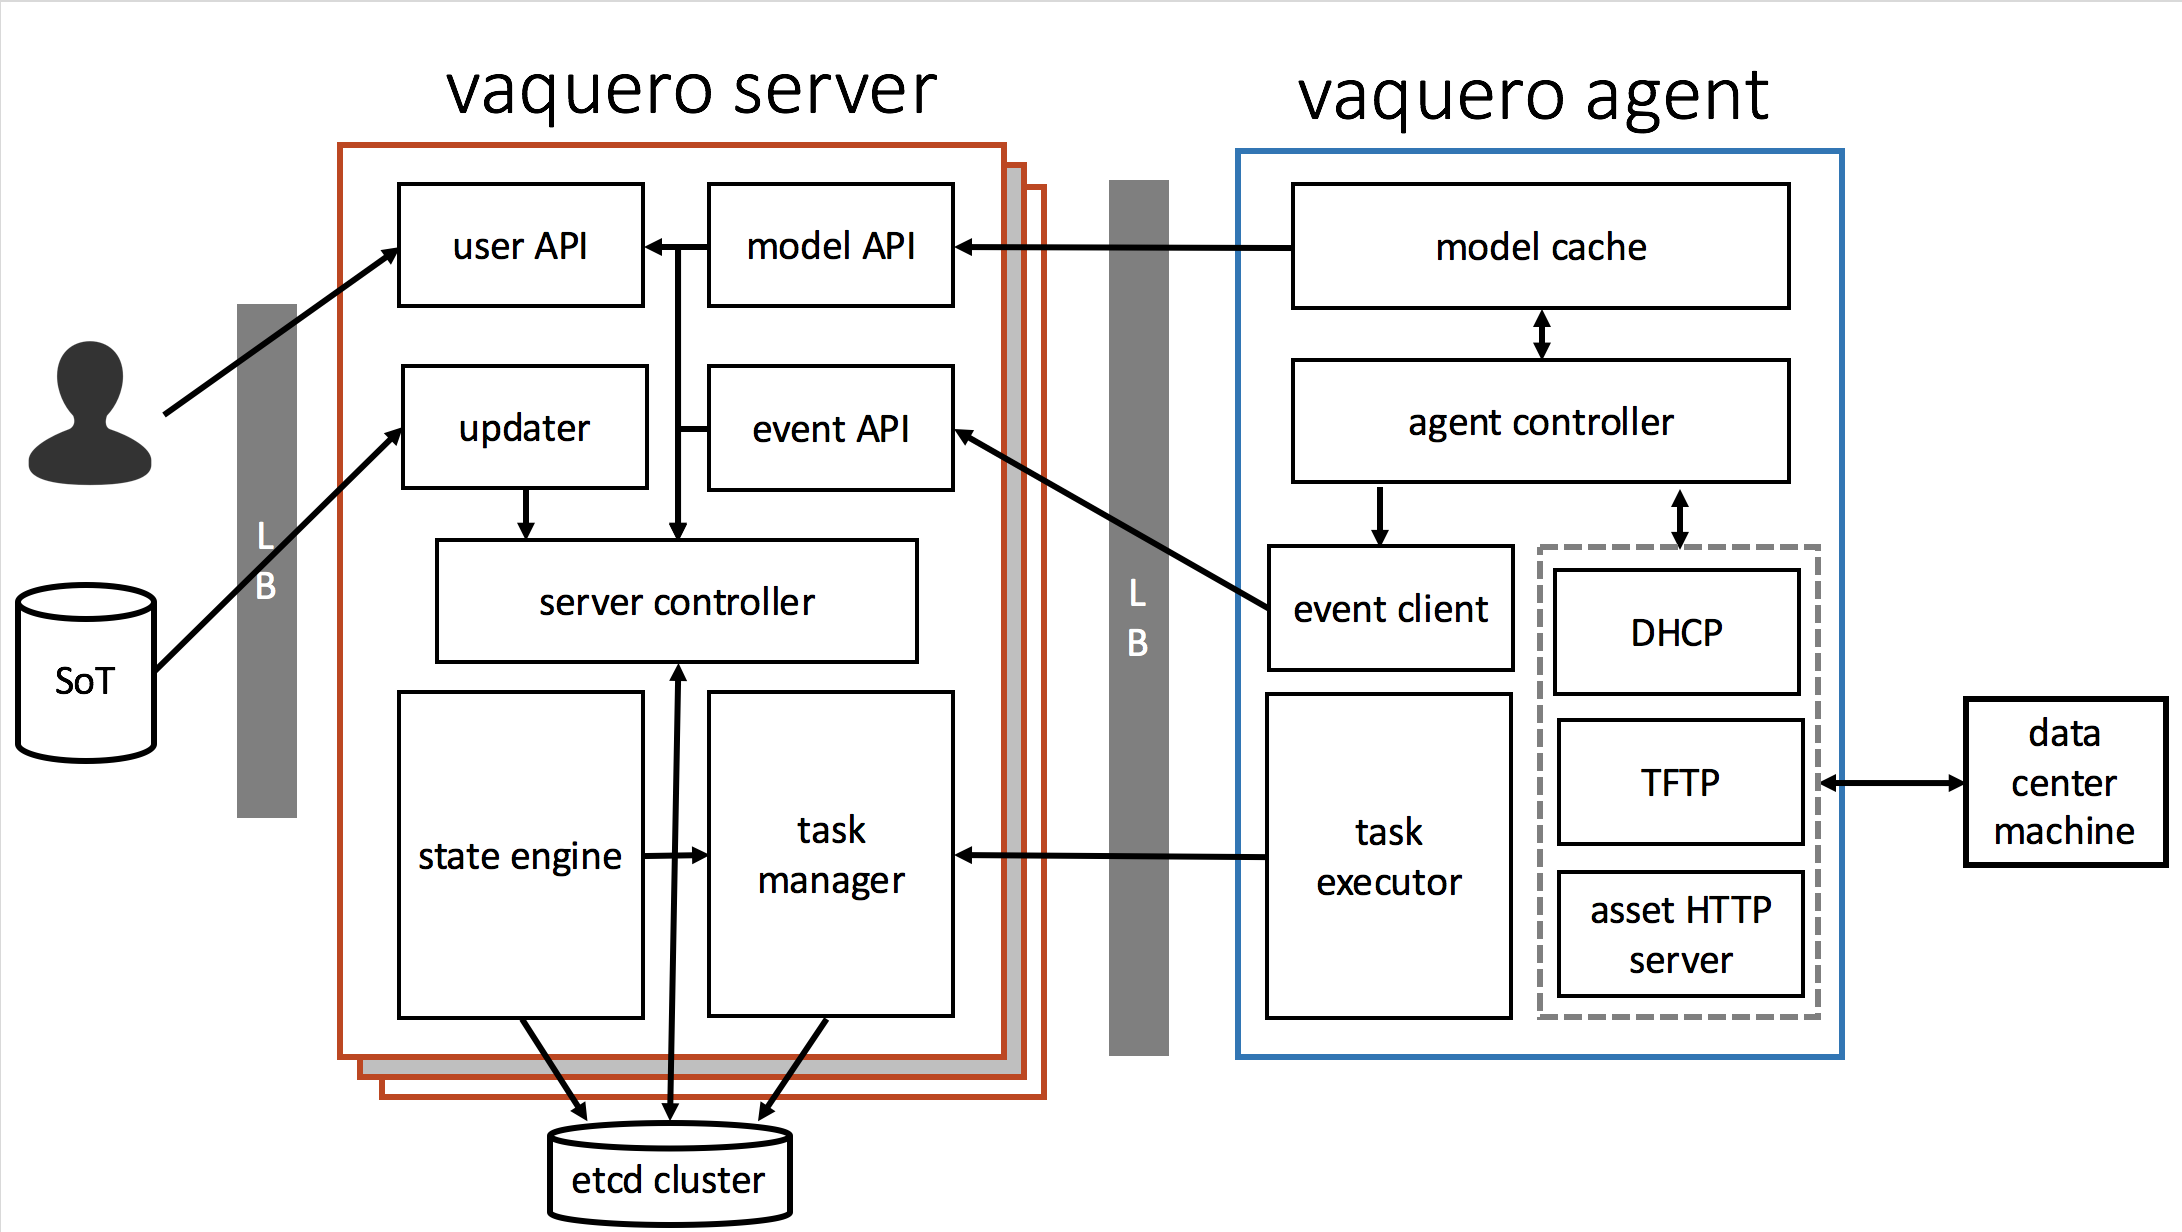 vaquero server
vaquero agent
user API
model API
model cache
updater
event API
agent controller
L
B
server controller
L
B
event client
DHCP
SoT
state engine
task
manager
task
executor
TFTP
asset HTTP
server
data
center
machine
etcd cluster